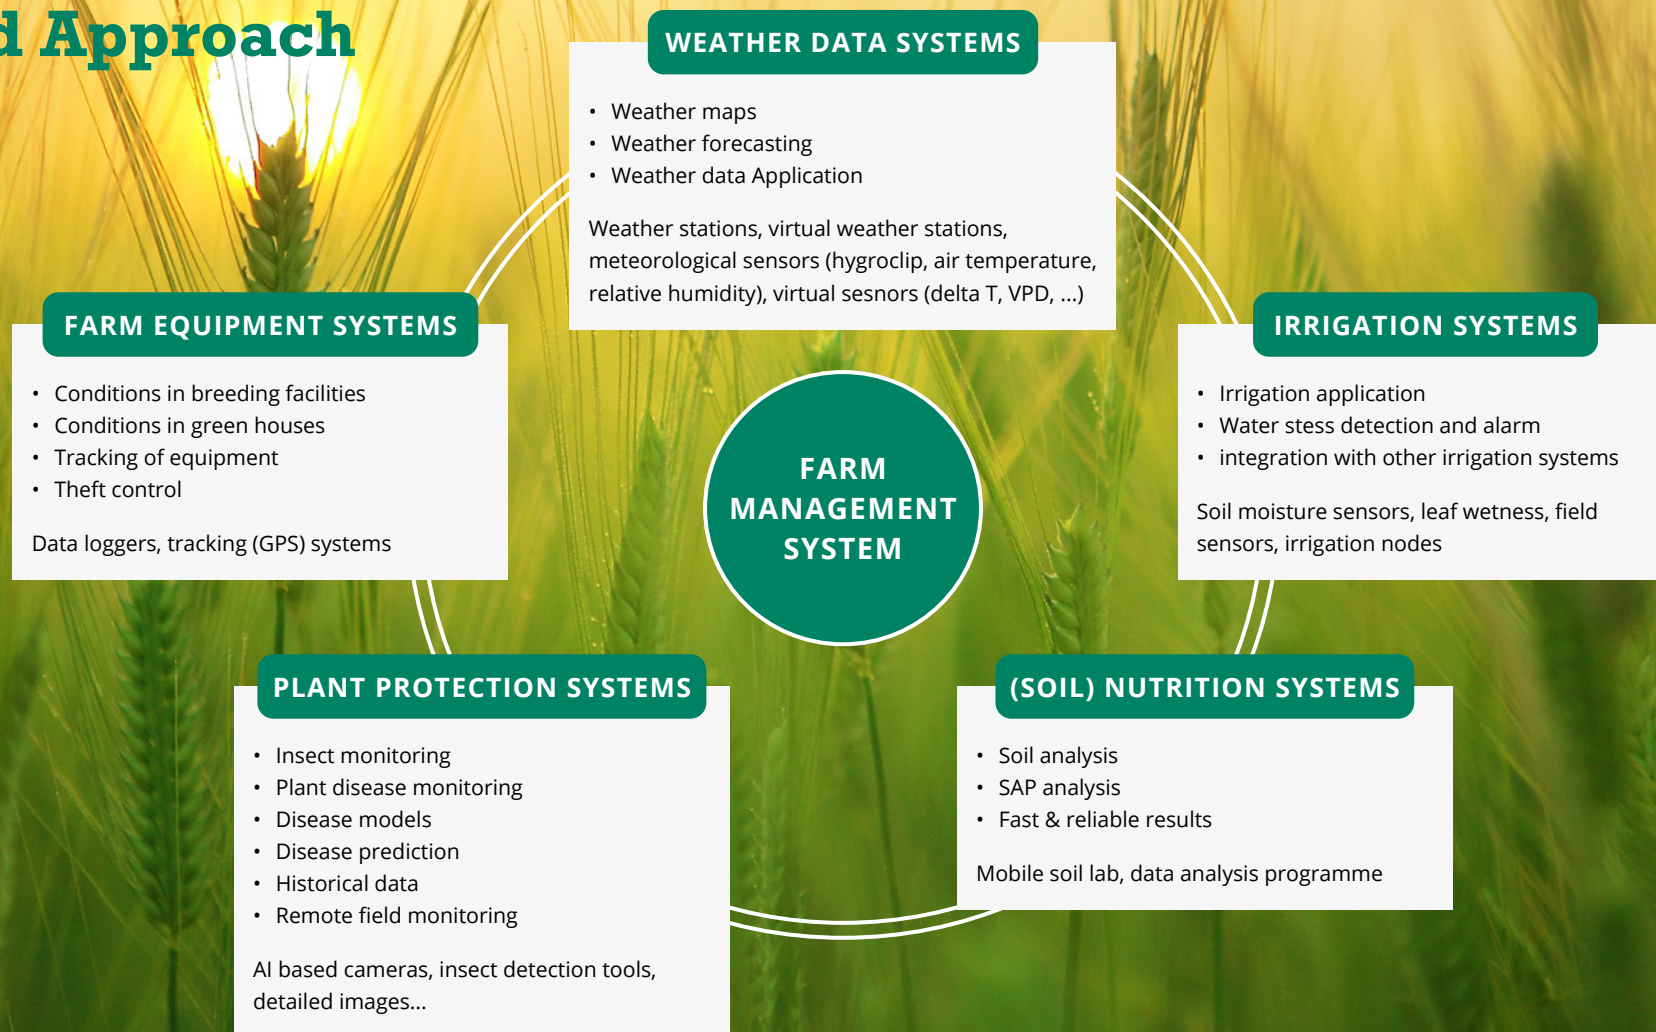 d Approach
WEATHER DATA SYSTEMS
• Weather maps
• Weather forecasting
• Weather data Application
Weather stations, virtual weather stations,
meteorological sensors (hygroclip, air temperature,
relative humidity), virtual sesnors (delta T, VPD, ...)
FARM EQUIPMENT SYSTEMS
• Conditions in breeding facilities
• Conditions in green houses
• Tracking of equipment
• Theft control
Data loggers, tracking (GPS) systems
IRRIGATION SYSTEMS
• Irrigation application
• Water stess detection and alarm
• integration with other irrigation systems
Soil moisture sensors, leaf wetness, field
sensors, irrigation nodes
FARM
MANAGEMENT
SYSTEM
PLANT PROTECTION SYSTEMS
• Insect monitoring
• Plant disease monitoring
• Disease models
• Disease prediction
• Historical data
• Remote field monitoring
AI based cameras, insect detection tools,
detailed images...
(SOIL) NUTRITION SYSTEMS
• Soil analysis
• SAP analysis
• Fast & reliable results
Mobile soil lab, data analysis programme